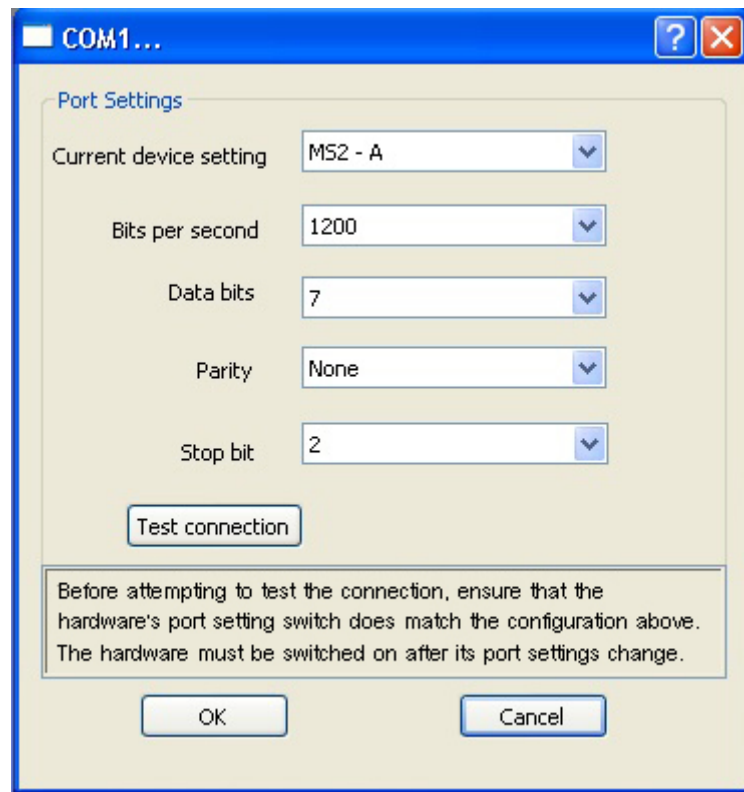 COM1...
Port Settings
Current device setting MS2 - A
Bits per second 1200
Data bits 7
Parity None
Stop bit 2
Test connection
Before attempting to test the connection, ensure that the
hardware's port setting switch does match the configuration above.
The hardware must be switched on after its port settings change.
OK Cancel